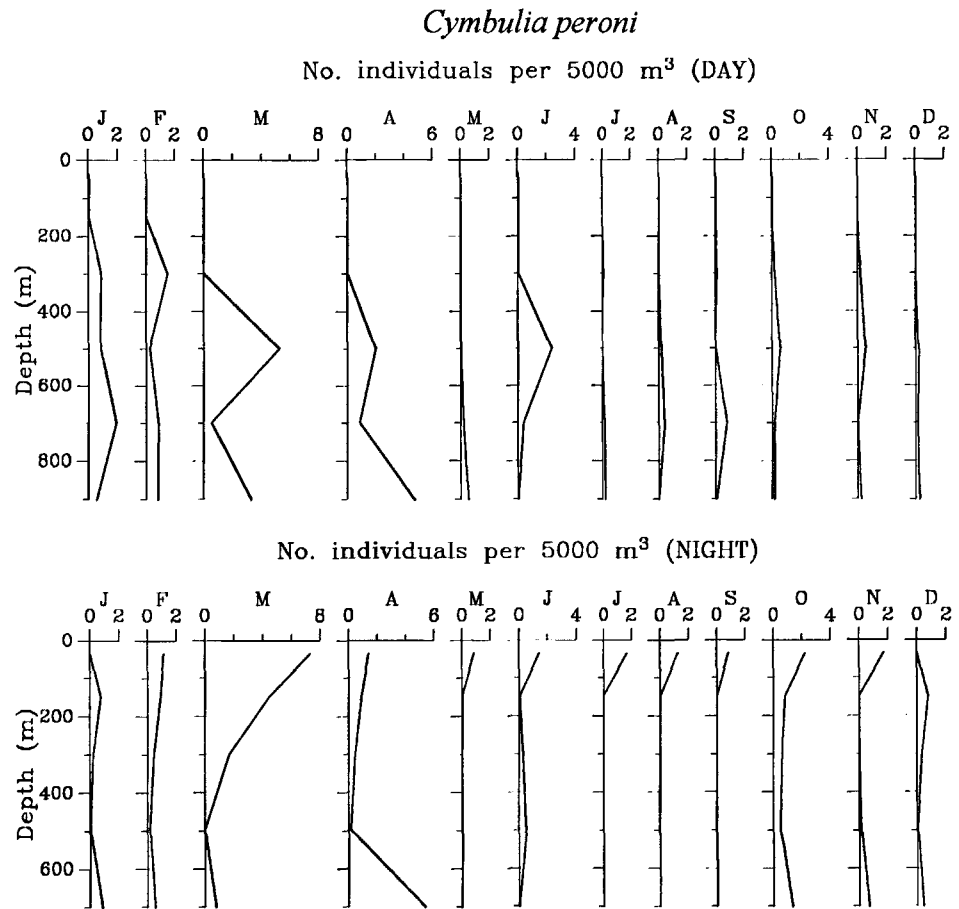 Cymbulia peroni
No. individuals per 5000 m³ (DAY)
J F M A M J J A S O N D
0 2 0 2 0 8 0 6 0 2 0 4 0 2 0 2 0 2 0 4 0 2 0 2
Depth (m)
0
200
400
600
800
No. individuals per 5000 m³ (NIGHT)
J F M A M J J A S O N D
0 2 0 2 0 8 0 6 0 2 0 4 0 2 0 2 0 2 0 4 0 2 0 2
Depth (m)
0
200
400
600